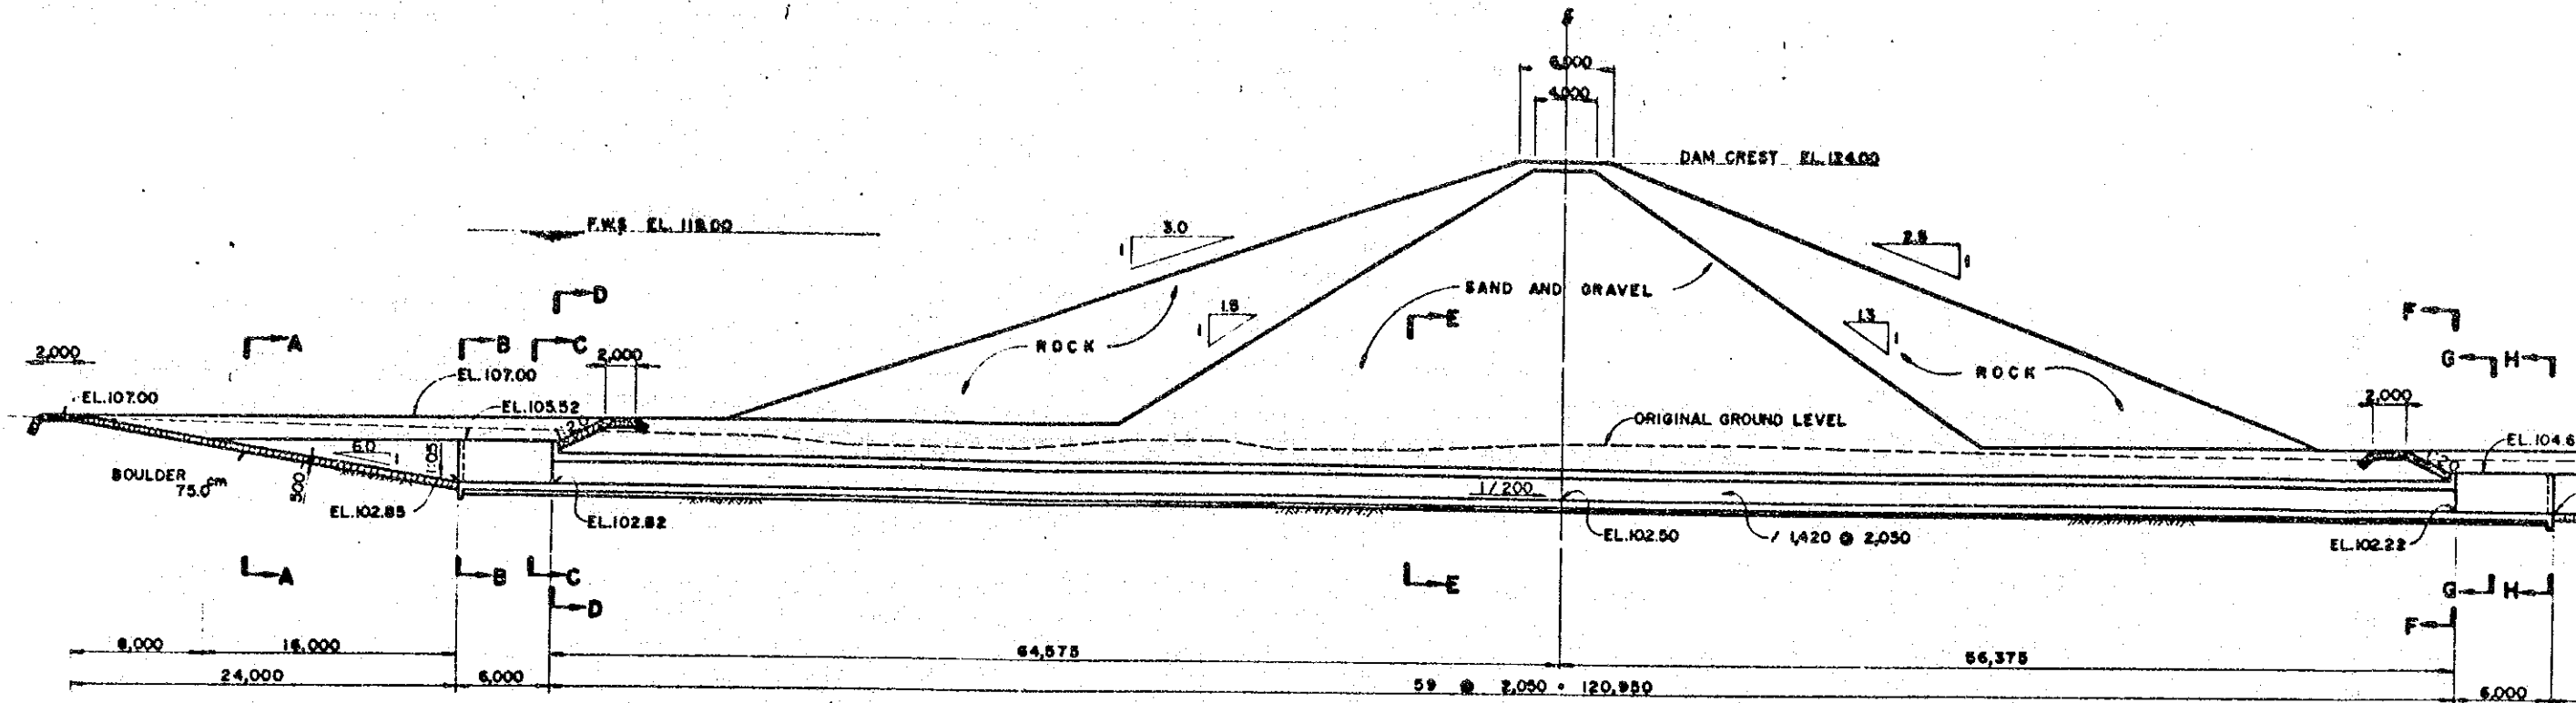 6,000
4,000
DAM CREST EL.124.00
F.W.S EL. 118.00
3.0
1
2.5
1
D
SAND AND GRAVEL
1.5
1
E
1.3
1
F
A
B
C
2,000
2,000
ROCK
ROCK
G
H
EL.107.00
EL.107.00
EL.105.52
1:2.0
ORIGINAL GROUND LEVEL
2,000
EL.104.6
6.0
1
1:0.5
BOULDER
75.0cm
500
EL.102.85
EL.102.82
1/200
EL.102.50
1,420 @ 2,050
EL.102.22
A
B
C
E
G
H
D
F
8,000
16,000
64,575
56,375
24,000
6,000
59 @ 2,050 = 120,950
6,000